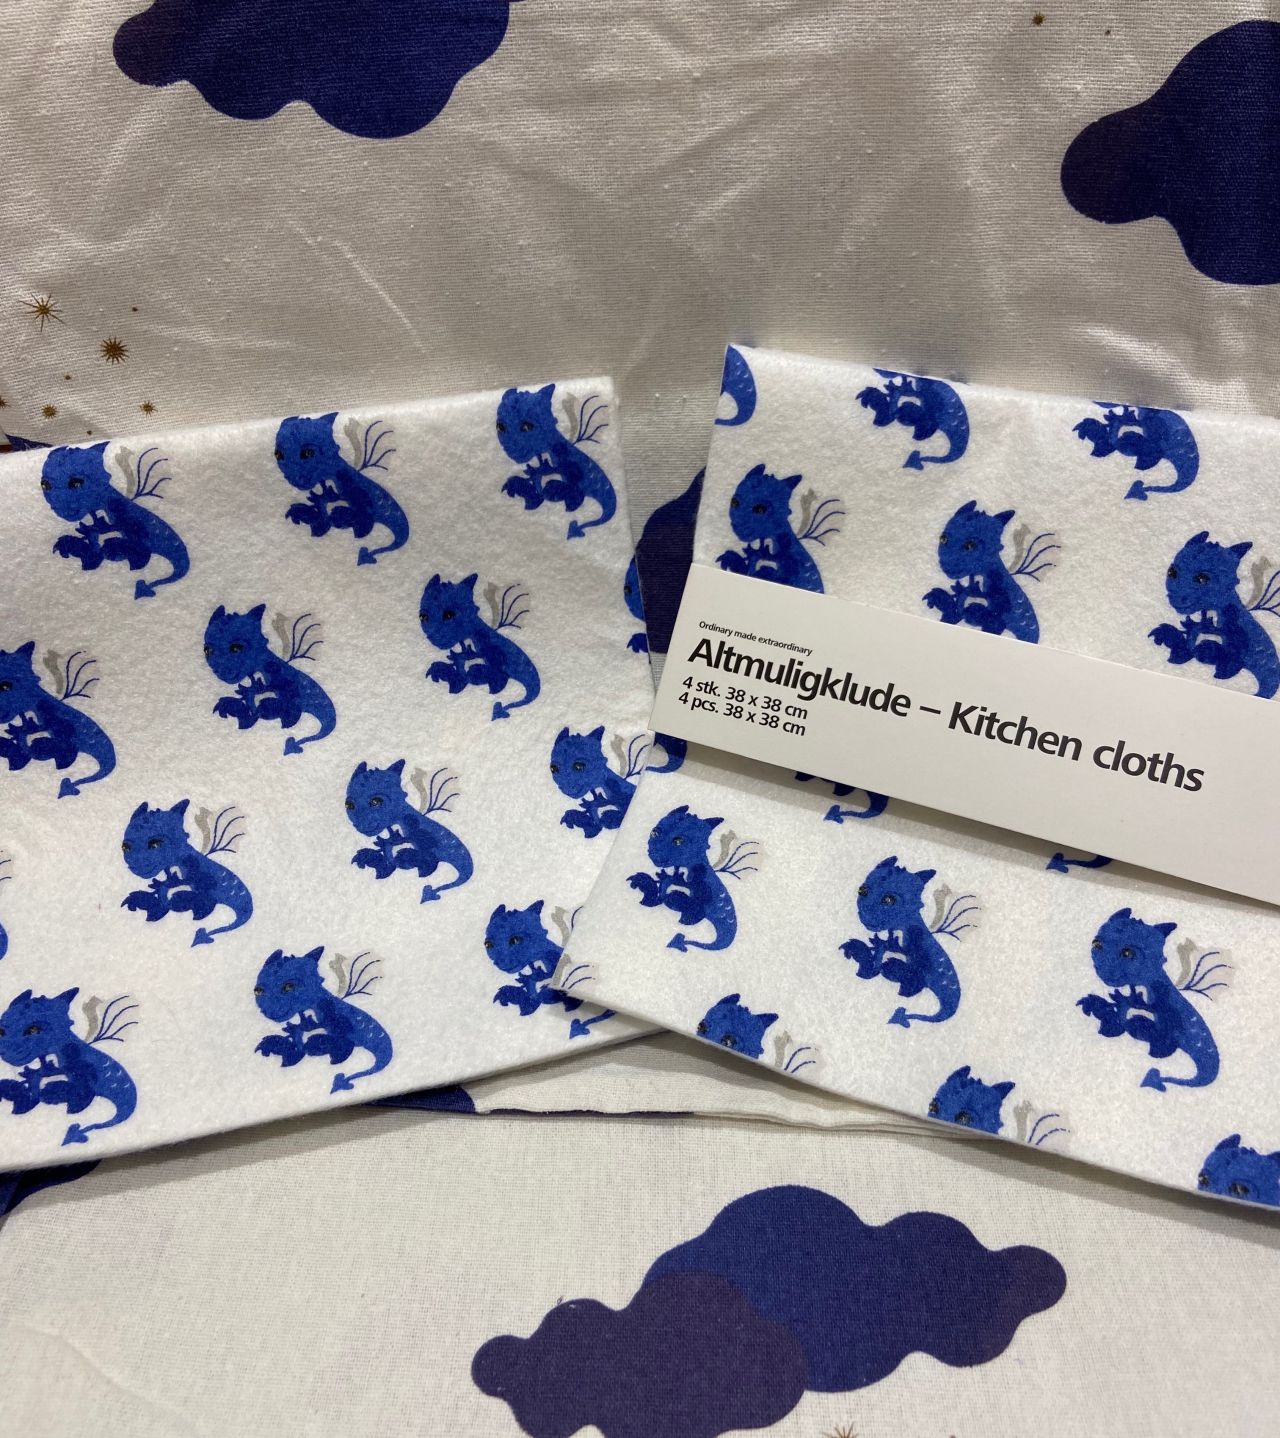 Ordinary made extraordinary
Altmuligklude – Kitchen cloths
4 stk. 38 x 38 cm
4 pcs. 38 x 38 cm